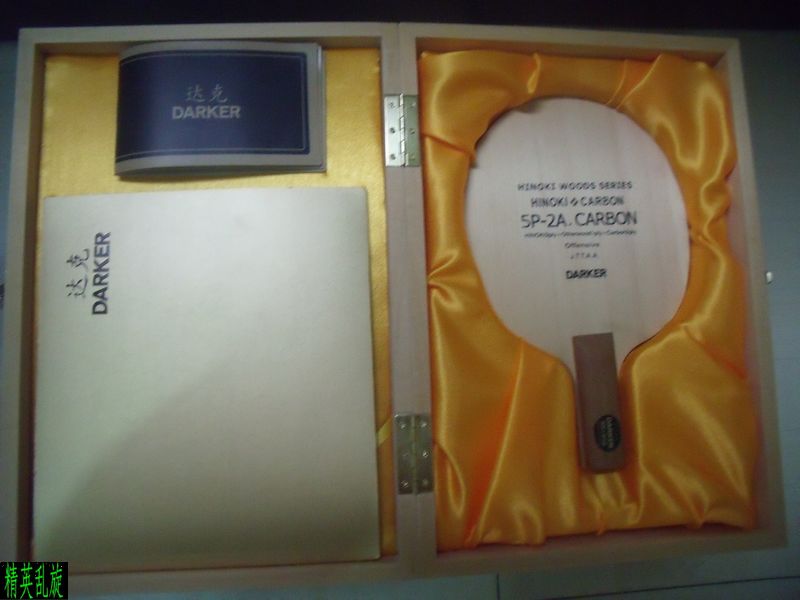 达克
DARKER
达克
DARKER
HINOKI WOODS SERIES
HINOKI & CARBON
5P-2A. CARBON
Offensive
J.T.T.A.A
DARKER
DARKER
精英乱旋